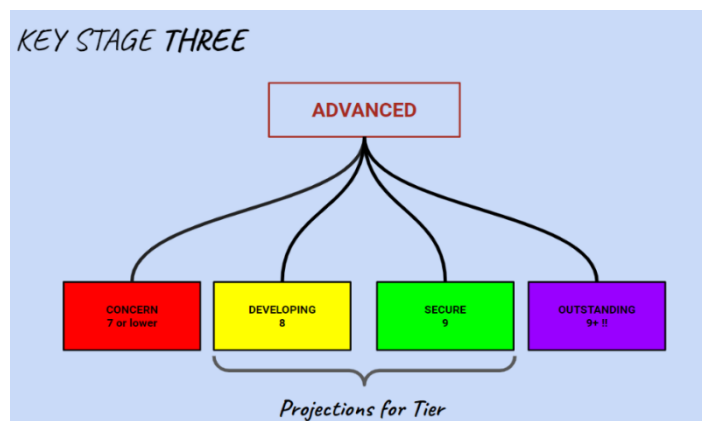 KEY STAGE THREE
ADVANCED
CONCERN
7 or lower
DEVELOPING
8
SECURE
9
OUTSTANDING
9+ !!
Projections for Tier